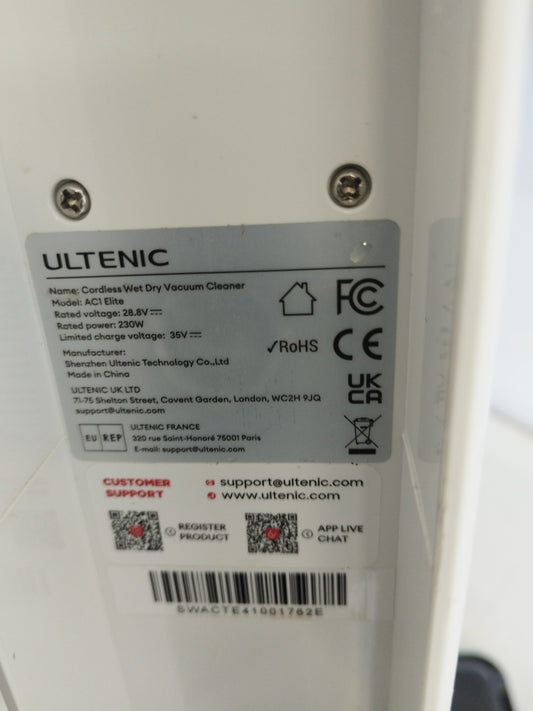 ULTENIC
Name: Cordless Wet Dry Vacuum Cleaner
Model: AC1 Elite
Rated voltage: 28.8V⎓
Rated power: 230W
Limited charge voltage: 35V⎓
Manufacturer:
Shenzhen Ultenic Technology Co.,Ltd
Made in China
FC
✓RoHS CE
UK
CA
ULTENIC UK LTD
71-75 Shelton Street, Covent Garden, London, WC2H 9JQ
support@ultenic.com
EU REP
ULTENIC FRANCE
320 rue Saint-Honoré 75001 Paris
E-mail: support@ultenic.com
CUSTOMER
SUPPORT
support@ultenic.com
www.ultenic.com
REGISTER
PRODUCT
APP LIVE
CHAT
SWACTE41001762E